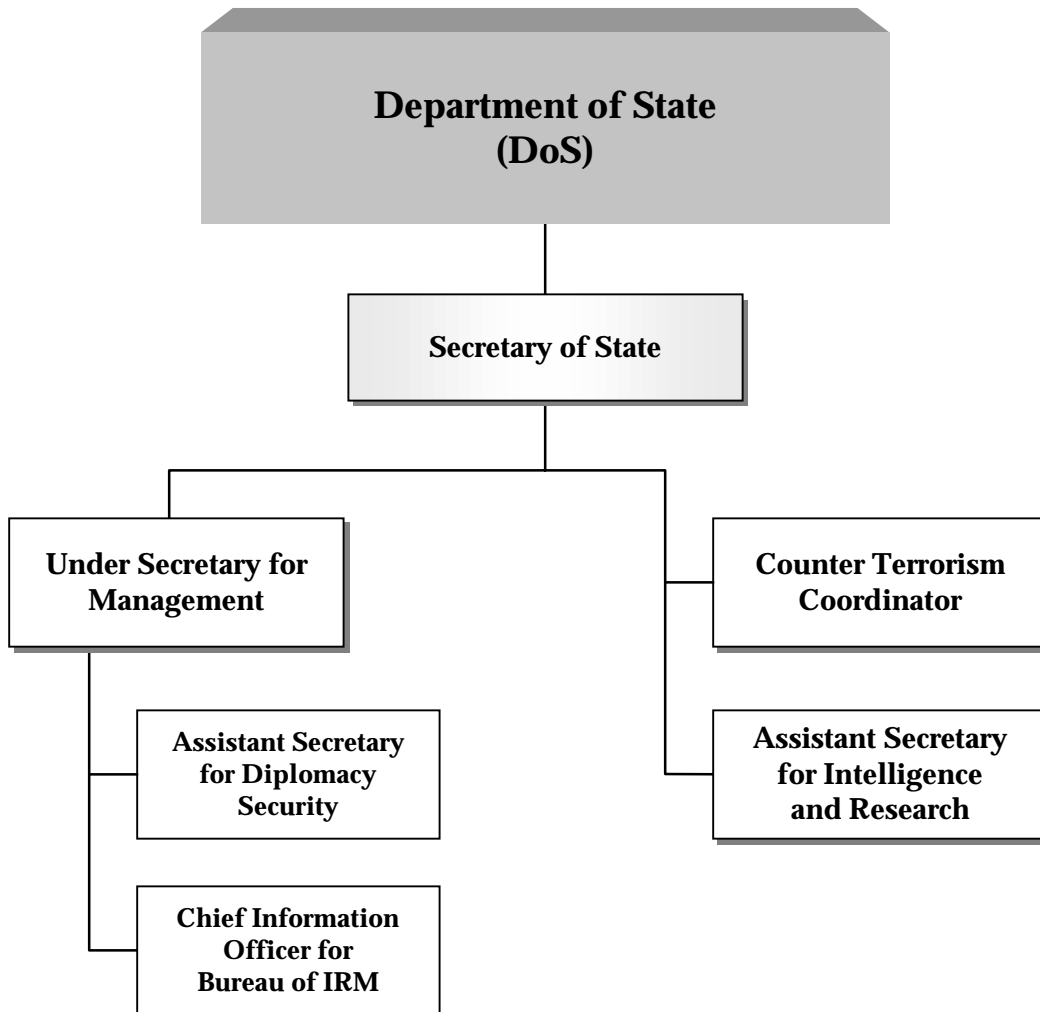 Department of State
(DoS)
Secretary of State
Under Secretary for
Management
Counter Terrorism
Coordinator
Assistant Secretary
for Diplomacy
Security
Assistant Secretary
for Intelligence
and Research
Chief Information
Officer for
Bureau of IRM